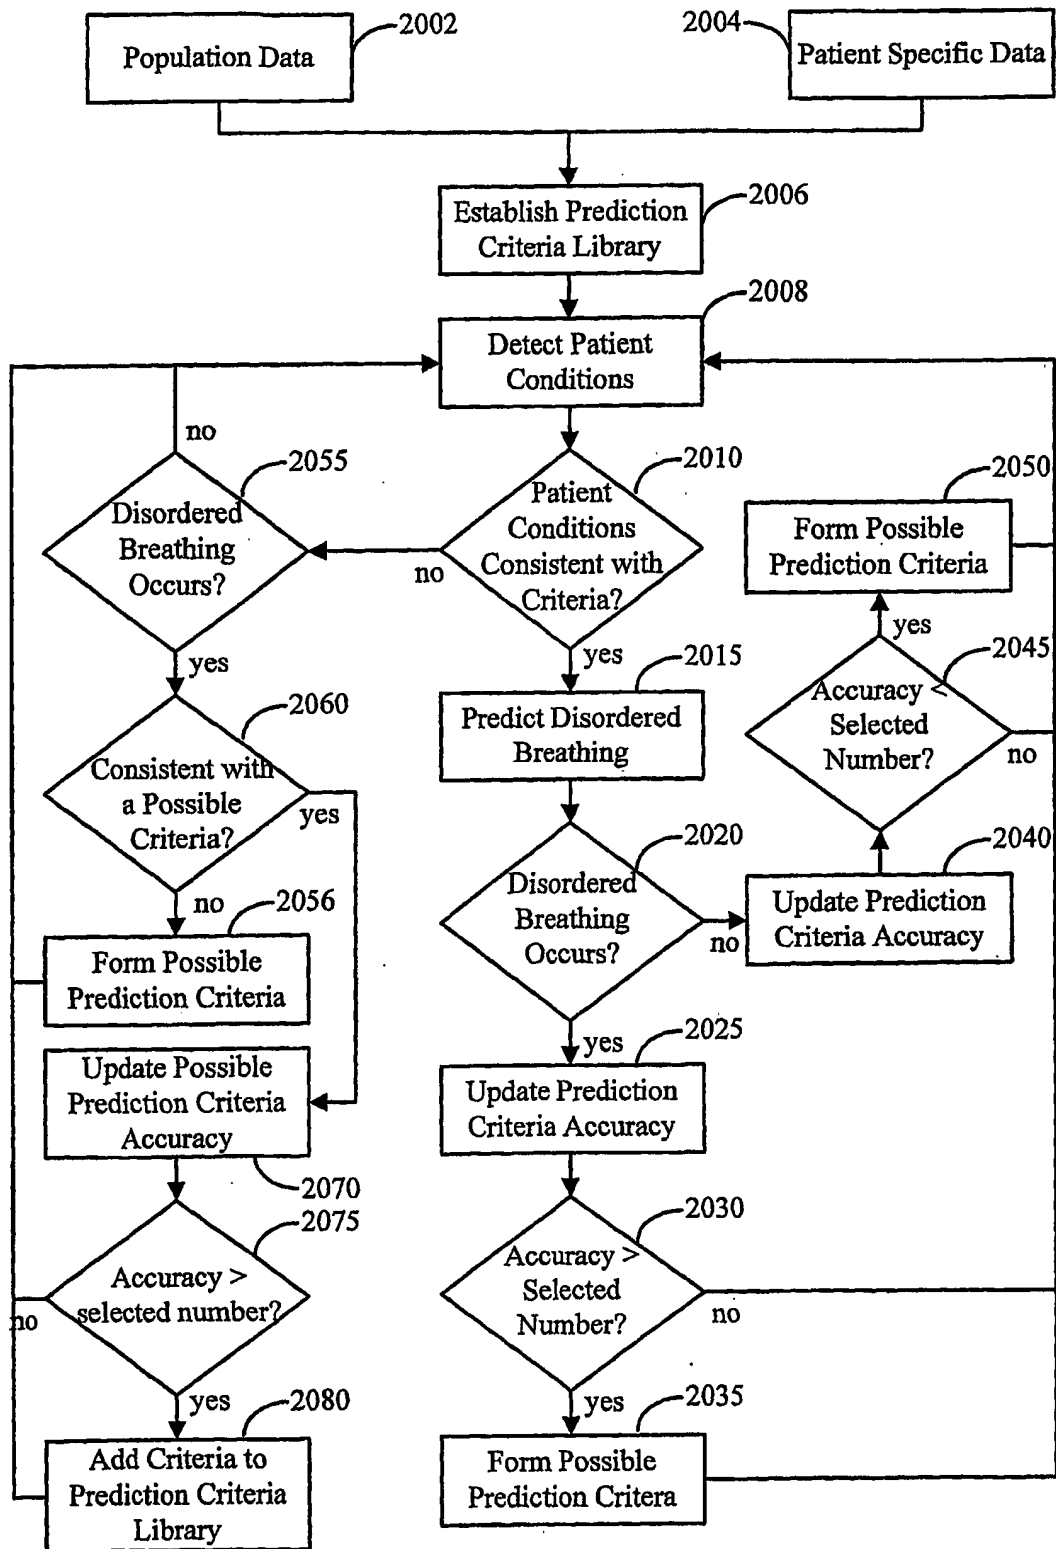 2002
2004
Population Data
Patient Specific Data
2006
Establish Prediction
Criteria Library
2008
Detect Patient
Conditions
no
2055
Disordered
Breathing
Occurs?
2010
Patient
Conditions
Consistent with
Criteria?
no
yes
2050
Form Possible
Prediction Criteria
yes
2045
Accuracy <
Selected
Number?
no
yes
2015
Predict Disordered
Breathing
2060
Consistent with
a Possible
Criteria?
yes
no
2020
Disordered
Breathing
Occurs?
no
yes
2040
Update Prediction
Criteria Accuracy
2056
Form Possible
Prediction Criteria
2025
Update Prediction
Criteria Accuracy
Update Possible
Prediction Criteria
Accuracy
2070
2075
Accuracy >
selected number?
no
yes
2030
Accuracy >
Selected
Number?
no
yes
2080
Add Criteria to
Prediction Criteria
Library
2035
Form Possible
Prediction Critera